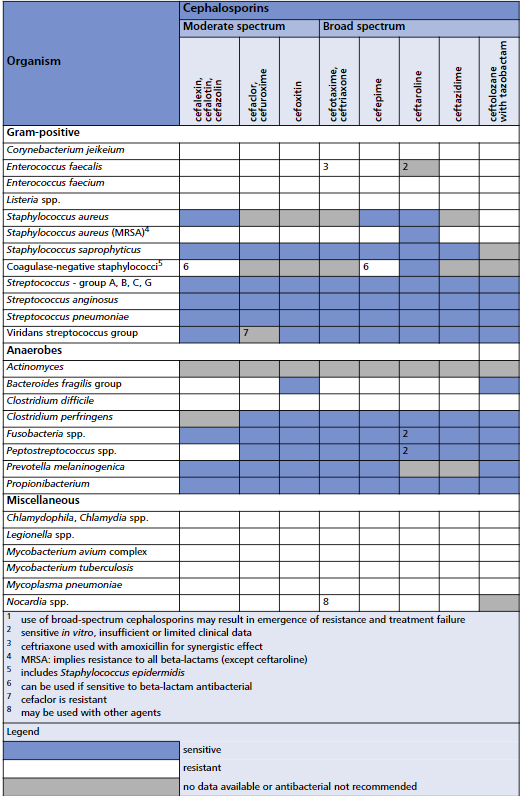 Organism
Cephalosporins
Moderate spectrum
Broad spectrum
cefalexin,
cefalotin,
cefazolin
cefaclor,
cefuroxime
cefoxitin
cefotaxime,
ceftriaxone
cefepime
ceftaroline
ceftazidime
ceftolozane
with tazobactam
Gram-positive
Corynebacterium jeikeium
Enterococcus faecalis 3 2
Enterococcus faecium
Listeria spp.
Staphylococcus aureus
Staphylococcus aureus (MRSA)4
Staphylococcus saprophyticus
Coagulase-negative staphylococci5 6 6
Streptococcus - group A, B, C, G
Streptococcus anginosus
Streptococcus pneumoniae
Viridans streptococcus group 7
Anaerobes
Actinomyces
Bacteroides fragilis group
Clostridium difficile
Clostridium perfringens
Fusobacteria spp. 2
Peptostreptococcus spp. 2
Prevotella melaninogenica
Propionibacterium
Miscellaneous
Chlamydophila, Chlamydia spp.
Legionella spp.
Mycobacterium avium complex
Mycobacterium tuberculosis
Mycoplasma pneumoniae
Nocardia spp. 8
1 use of broad-spectrum cephalosporins may result in emergence of resistance and treatment failure
2 sensitive in vitro, insufficient or limited clinical data
3 ceftriaxone used with amoxicillin for synergistic effect
4 MRSA: implies resistance to all beta-lactams (except ceftaroline)
5 includes Staphylococcus epidermidis
6 can be used if sensitive to beta-lactam antibacterial
7 cefaclor is resistant
8 may be used with other agents
Legend
sensitive
resistant
no data available or antibacterial not recommended